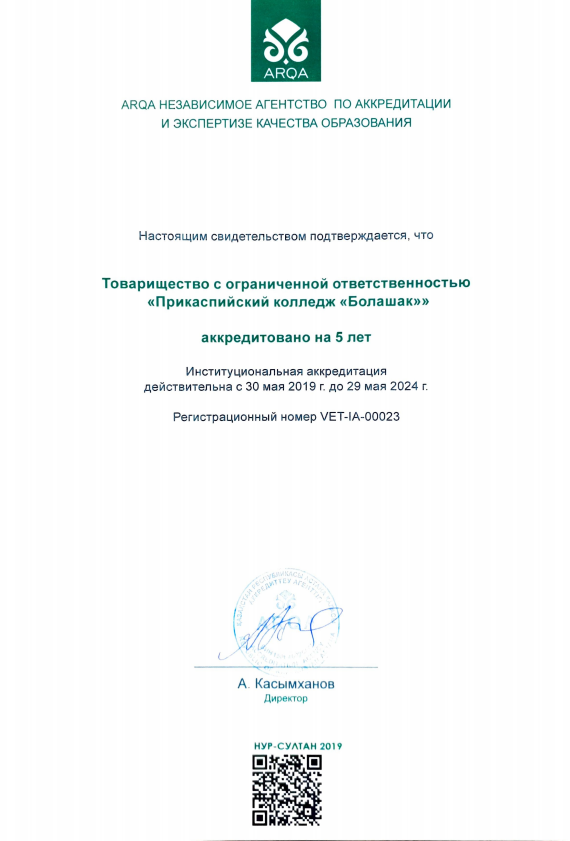 ARQA
ARQA НЕЗАВИСИМОЕ АГЕНТСТВО ПО АККРЕДИТАЦИИ
И ЭКСПЕРТИЗЕ КАЧЕСТВА ОБРАЗОВАНИЯ
Настоящим свидетельством подтверждается, что
Товарищество с ограниченной ответственностью
«Прикаспийский колледж «Болашак»»
аккредитовано на 5 лет
Институциональная аккредитация
действительна с 30 мая 2019 г. до 29 мая 2024 г.
Регистрационный номер VET-IA-00023
А. Касымханов
Директор
НУР-СУЛТАН 2019